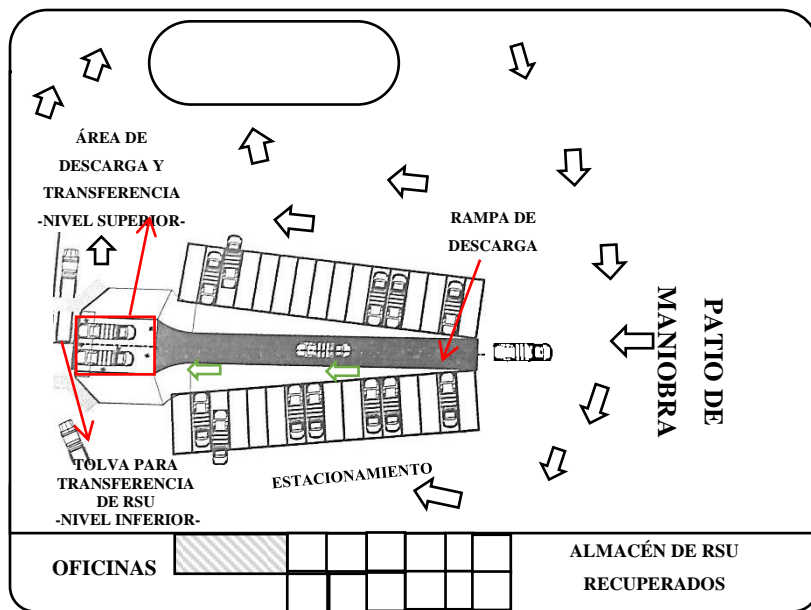 ÁREA DE
DESCARGA Y
TRANSFERENCIA
-NIVEL SUPERIOR-
RAMPA DE
DESCARGA
PATIO DE
MANIOBRA
TOLVA PARA
TRANSFERENCIA
DE RSU
-NIVEL INFERIOR-
ESTACIONAMIENTO
OFICINAS
ALMACÉN DE RSU
RECUPERADOS